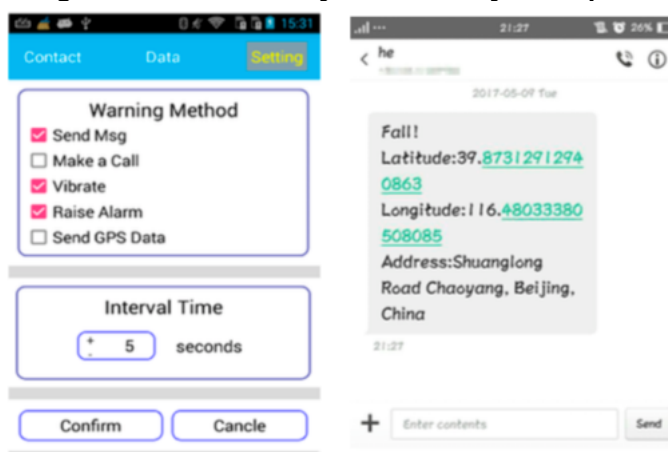 15:31
Contact Data Setting
Warning Method
Send Msg
Make a Call
Vibrate
Raise Alarm
Send GPS Data
Interval Time
+
-
5 seconds
Confirm Cancle
21:27
26%
he
2017-05-09 Tue
Fall!
Latitude:39.8731291294
0863
Longitude:116.48033380
508085
Address:Shuanglong
Road Chaoyang, Beijing,
China
21:27
+ Enter contents Send